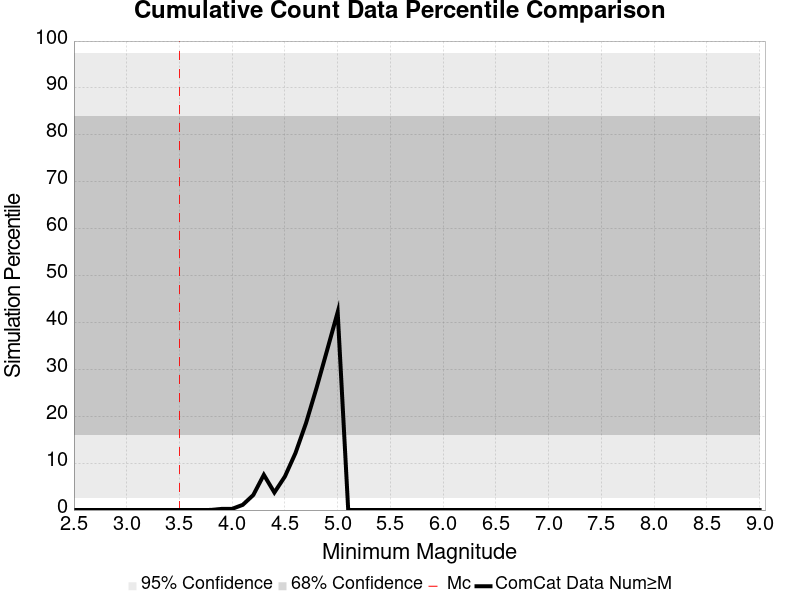 Cumulative Count Data Percentile Comparison
100
90
80
70
60
50
40
30
20
10
0
Simulation Percentile
2.5 3.0 3.5 4.0 4.5 5.0 5.5 6.0 6.5 7.0 7.5 8.0 8.5 9.0
Minimum Magnitude
95% Confidence 68% Confidence Mc ComCat Data Num≥M